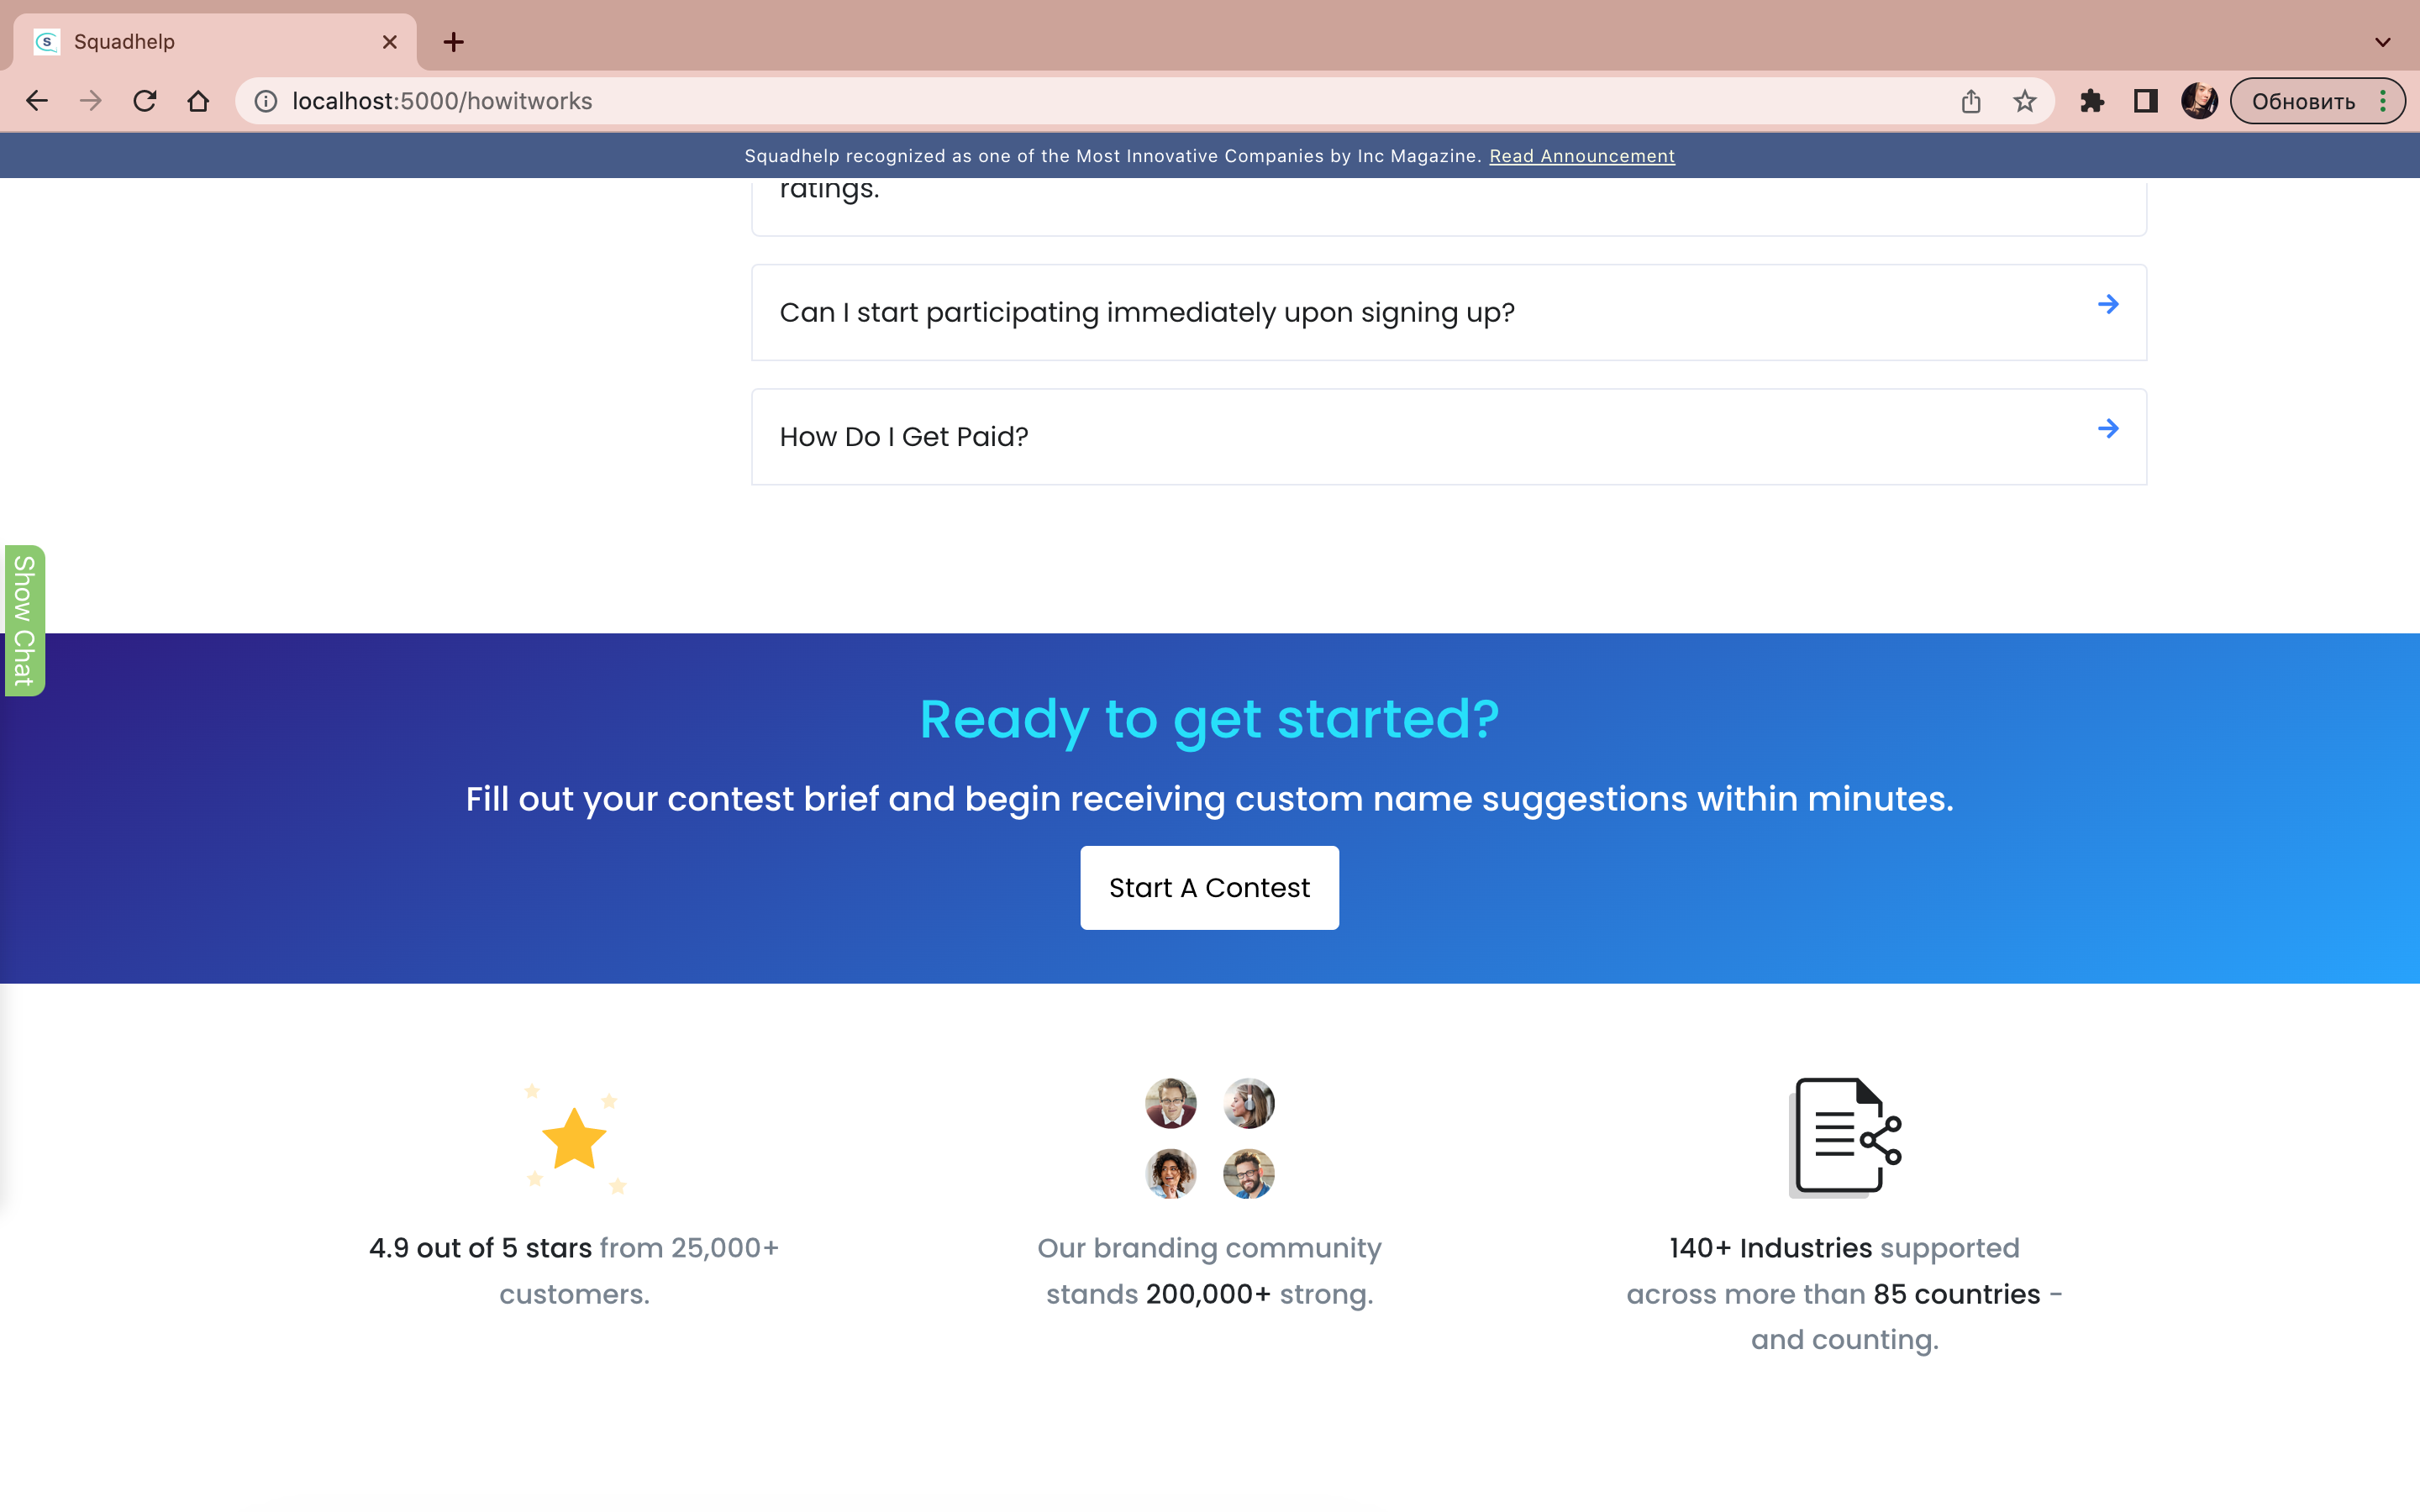 Squadhelp
localhost:5000/howitworks
Обновить
Squadhelp recognized as one of the Most Innovative Companies by Inc Magazine. Read Announcement
ratings.
Can I start participating immediately upon signing up?
How Do I Get Paid?
Show Chat
Ready to get started?
Fill out your contest brief and begin receiving custom name suggestions within minutes.
Start A Contest
4.9 out of 5 stars from 25,000+
customers.
Our branding community
stands 200,000+ strong.
140+ Industries supported
across more than 85 countries -
and counting.